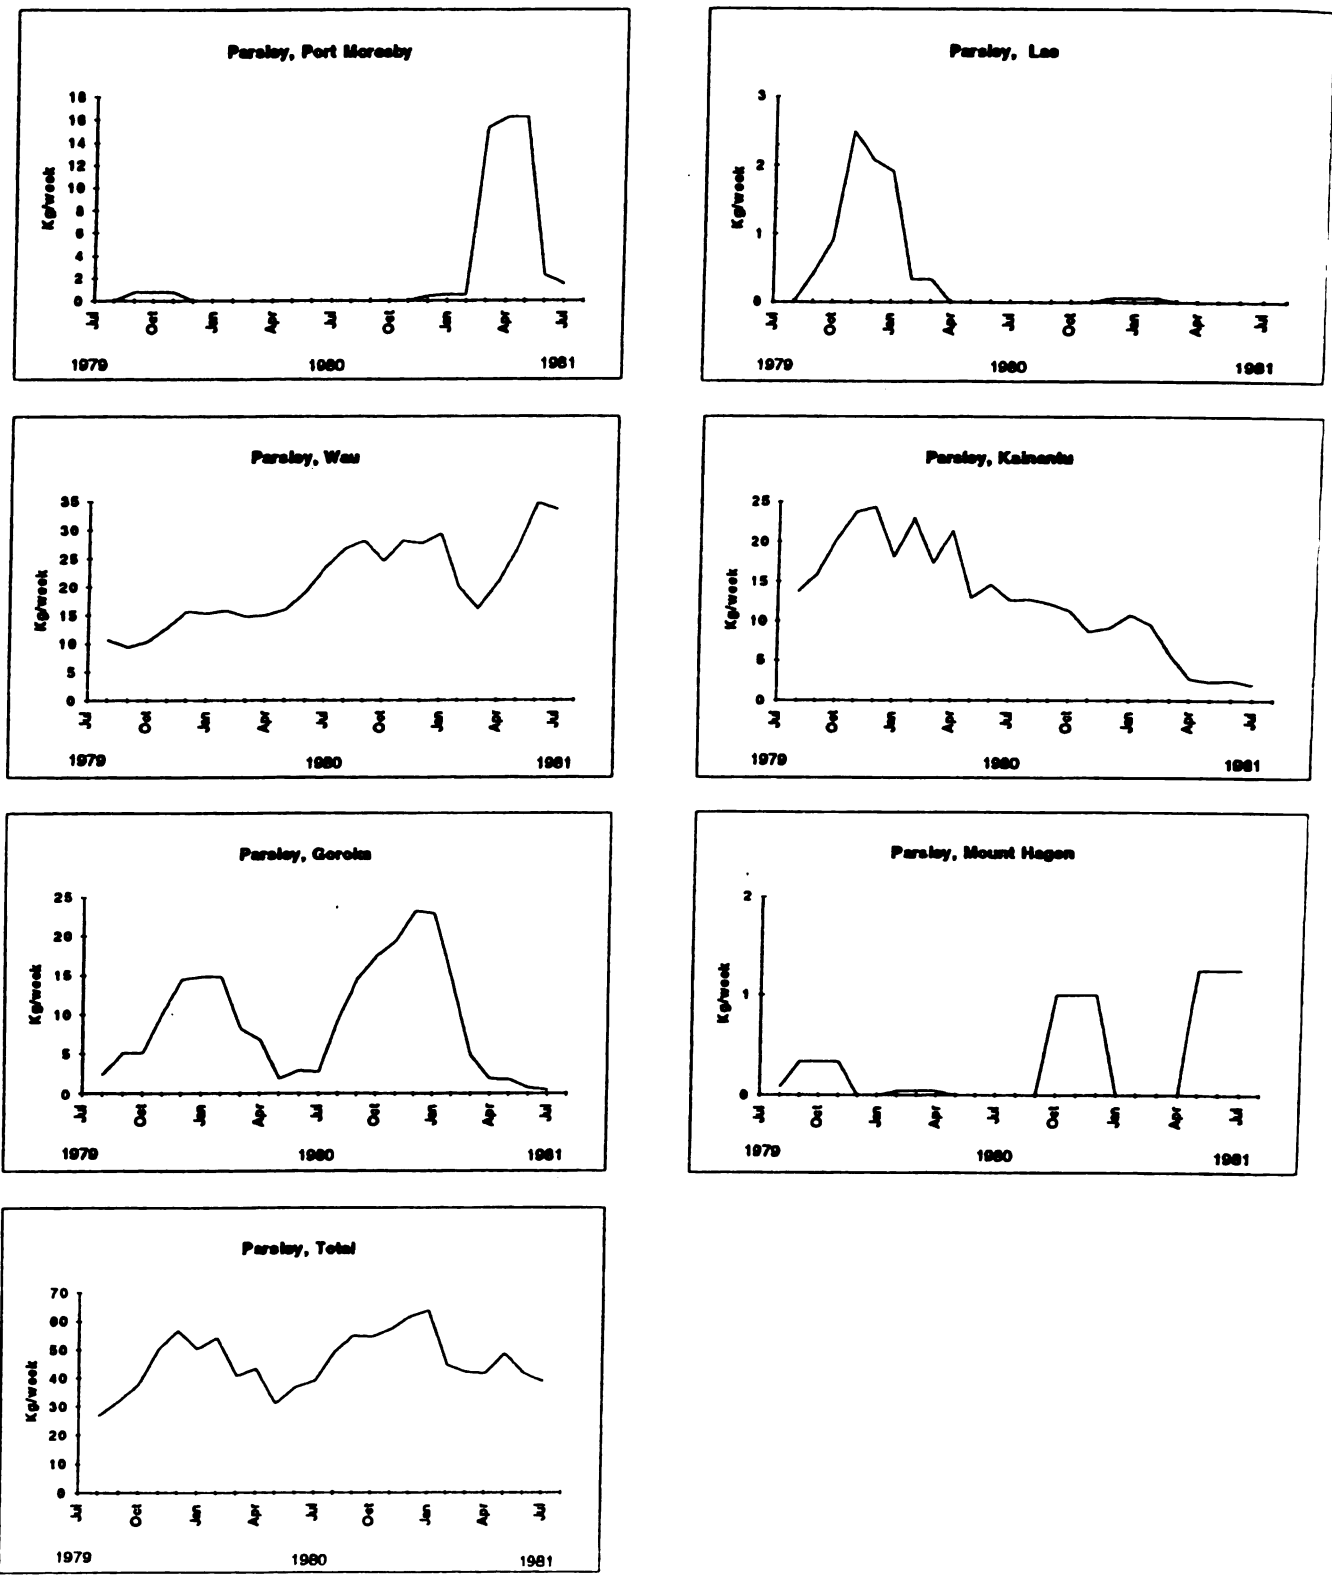 Parsley, Port Moresby
Kg/week
18
16
14
12
10
8
6
4
2
0
Jul
Oct
Jan
Apr
Jul
Oct
Jan
Apr
Jul
1979
1980
1981
Parsley, Lae
Kg/week
3
2
1
0
Jul
Oct
Jan
Apr
Jul
Oct
Jan
Apr
Jul
1979
1980
1981
Parsley, Wau
Kg/week
35
30
25
20
15
10
5
0
Jul
Oct
Jan
Apr
Jul
Oct
Jan
Apr
Jul
1979
1980
1981
Parsley, Kainantu
Kg/week
25
20
15
10
5
0
Jul
Oct
Jan
Apr
Jul
Oct
Jan
Apr
Jul
1979
1980
1981
Parsley, Goroka
Kg/week
25
20
15
10
5
0
Jul
Oct
Jan
Apr
Jul
Oct
Jan
Apr
Jul
1979
1980
1981
Parsley, Mount Hagen
Kg/week
2
1
0
Jul
Oct
Jan
Apr
Jul
Oct
Jan
Apr
Jul
1979
1980
1981
Parsley, Total
Kg/week
70
60
50
40
30
20
10
0
Jul
Oct
Jan
Apr
Jul
Oct
Jan
Apr
Jul
1979
1980
1981